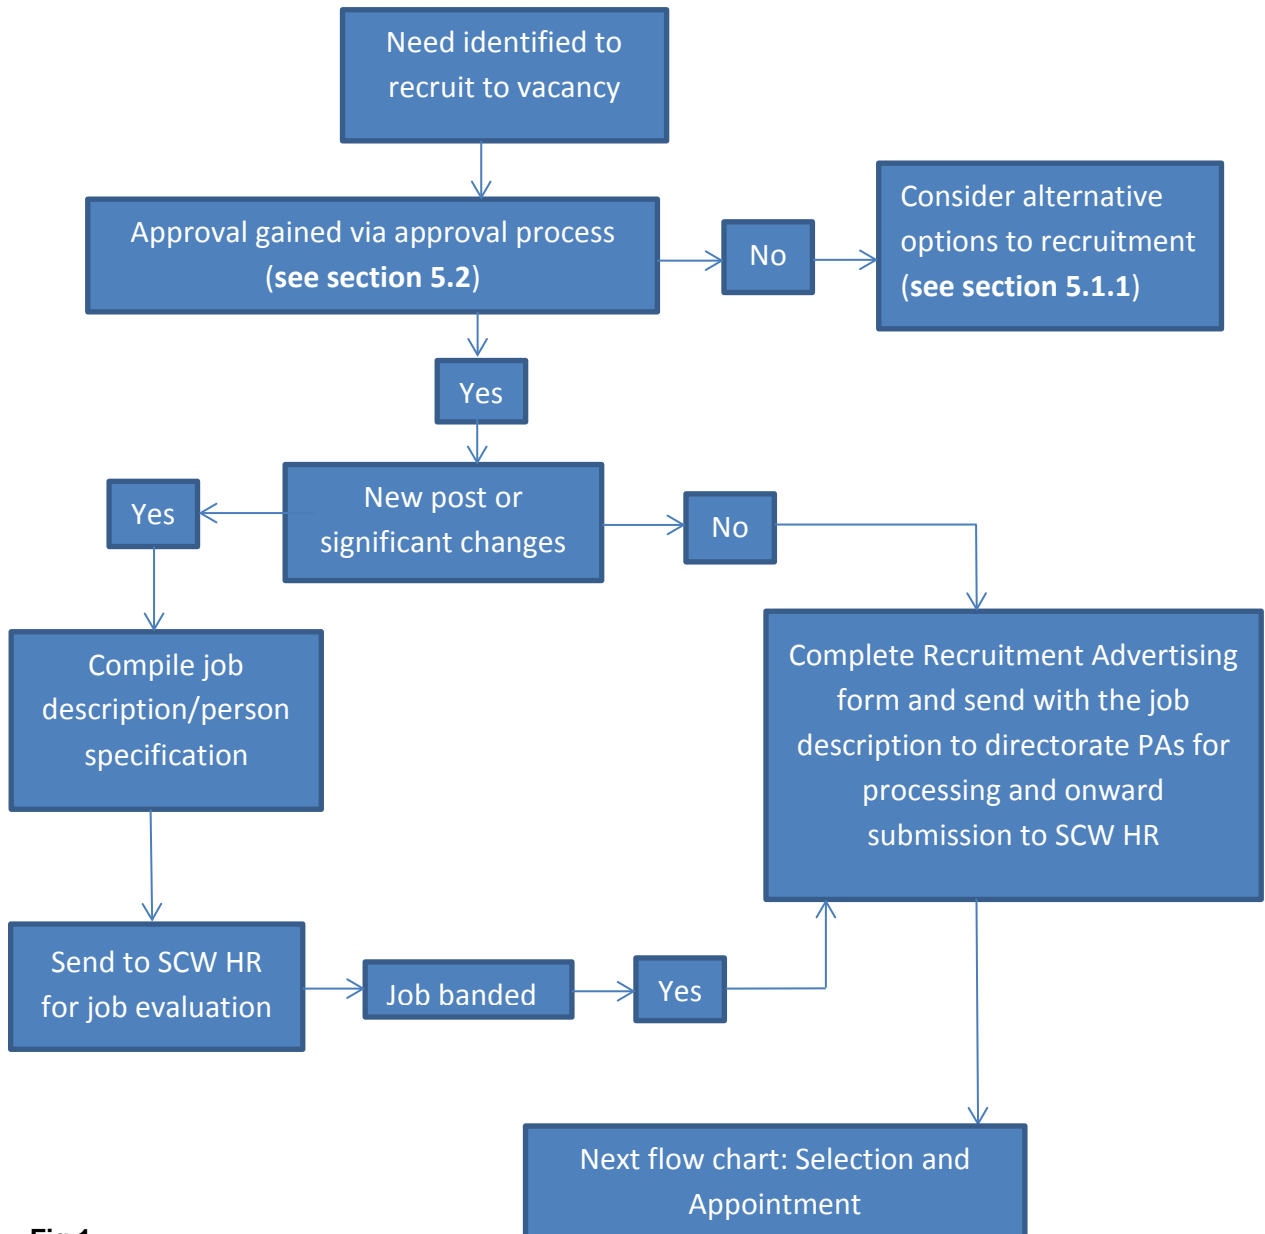 Need identified to
recruit to vacancy
Approval gained via approval process
(see section 5.2)
No
Consider alternative
options to recruitment
(see section 5.1.1)
Yes
New post or
significant changes
Yes
No
Compile job
description/person
specification
Complete Recruitment Advertising
form and send with the job
description to directorate PAs for
processing and onward
submission to SCW HR
Send to SCW HR
for job evaluation
Job banded
Yes
Next flow chart: Selection and
Appointment
Fig 1